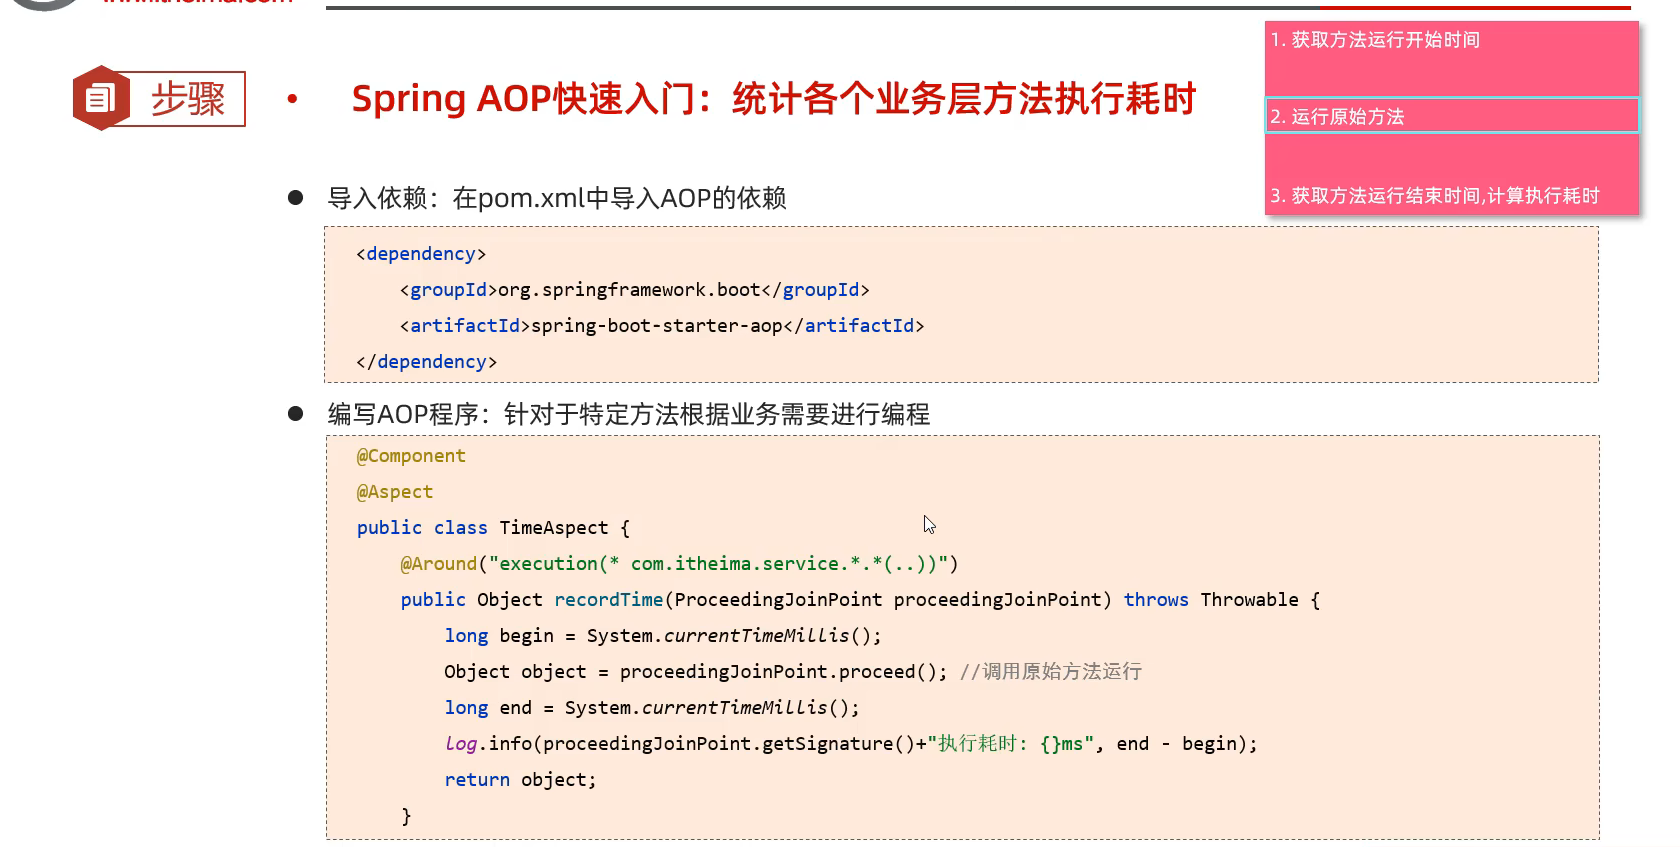 1. 获取方法运行开始时间
步骤
• Spring AOP快速入门：统计各个业务层方法执行耗时
2. 运行原始方法
● 导入依赖：在pom.xml中导入AOP的依赖
3. 获取方法运行结束时间,计算执行耗时
<dependency>
    <groupId>org.springframework.boot</groupId>
    <artifactId>spring-boot-starter-aop</artifactId>
</dependency>
● 编写AOP程序：针对于特定方法根据业务需要进行编程
@Component
@Aspect
public class TimeAspect {
    @Around("execution(* com.itheima.service.*.*(..))")
    public Object recordTime(ProceedingJoinPoint proceedingJoinPoint) throws Throwable {
        long begin = System.currentTimeMillis();
        Object object = proceedingJoinPoint.proceed(); //调用原始方法运行
        long end = System.currentTimeMillis();
        log.info(proceedingJoinPoint.getSignature()+"执行耗时: {}ms", end - begin);
        return object;
    }